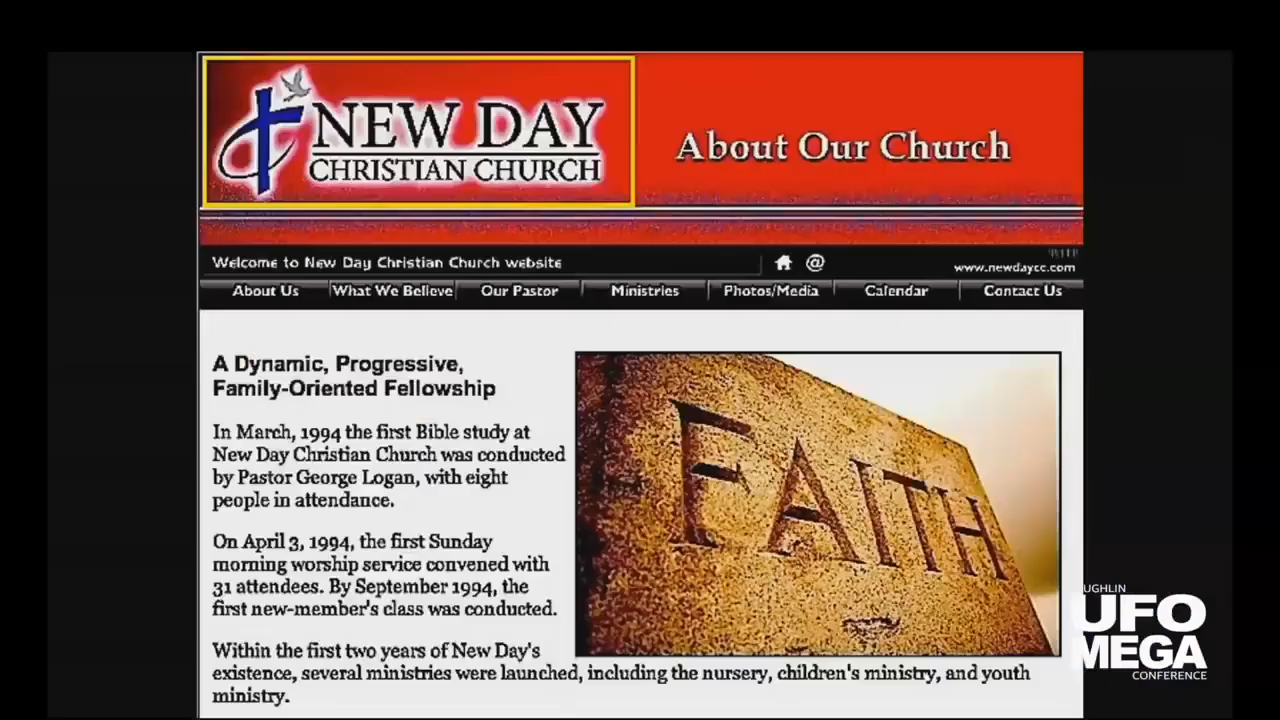 NEW DAY
CHRISTIAN CHURCH
About Our Church
Welcome to New Day Christian Church website
@
www.newdaycc.com
About Us
What We Believe
Our Pastor
Ministries
Photos/Media
Calendar
Contact Us
A Dynamic, Progressive,
Family-Oriented Fellowship
In March, 1994 the first Bible study at
New Day Christian Church was conducted
by Pastor George Logan, with eight
people in attendance.
On April 3, 1994, the first Sunday
morning worship service convened with
31 attendees. By September 1994, the
first new-member's class was conducted.
Within the first two years of New Day's
existence, several ministries were launched, including the nursery, children's ministry, and youth
ministry.
FAITH
UGHLIN
UFO
MEGA
CONFERENCE